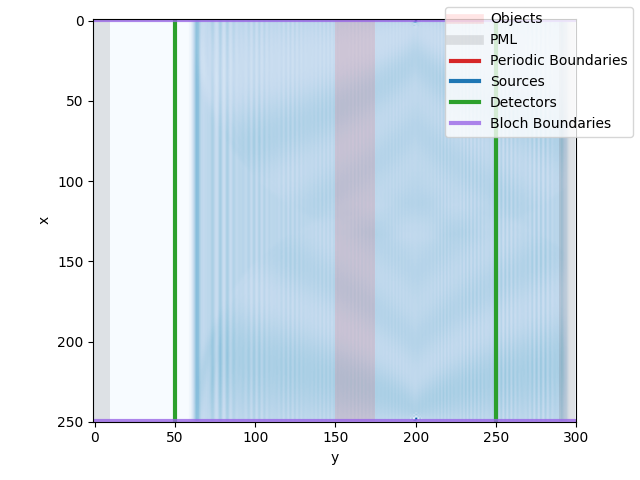 Objects
PML
Periodic Boundaries
Sources
Detectors
Bloch Boundaries
0
50
100
150
200
250
x
0 50 100 150 200 250 300
y